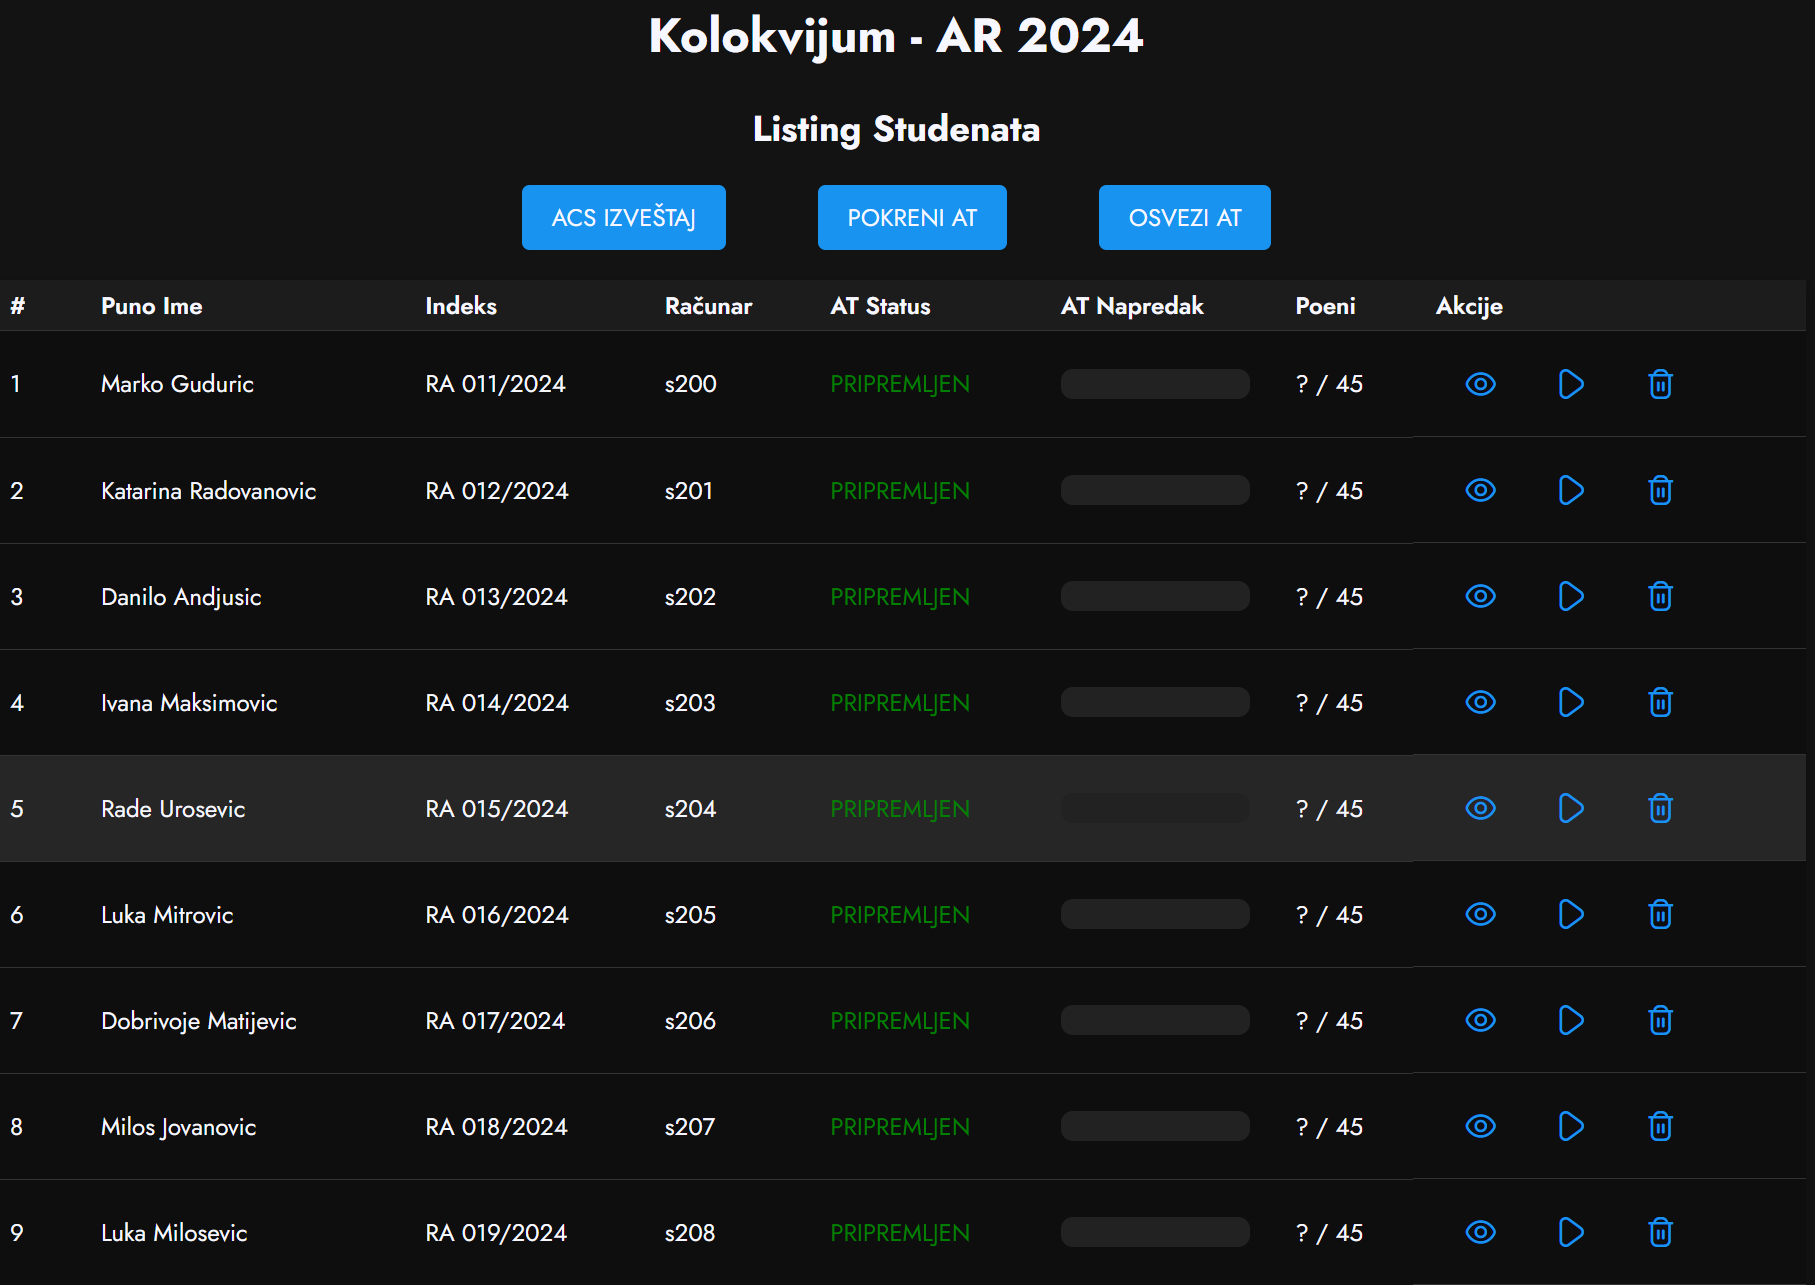 Kolokvijum - AR 2024
Listing Studenata
ACS IZVEŠTAJ POKRENI AT OSVEZI AT
# Puno Ime Indeks Računar AT Status AT Napredak Poeni Akcije
1 Marko Guduric RA 011/2024 s200 PRIPREMLJEN ? / 45
2 Katarina Radovanovic RA 012/2024 s201 PRIPREMLJEN ? / 45
3 Danilo Andjusic RA 013/2024 s202 PRIPREMLJEN ? / 45
4 Ivana Maksimovic RA 014/2024 s203 PRIPREMLJEN ? / 45
5 Rade Urosevic RA 015/2024 s204 PRIPREMLJEN ? / 45
6 Luka Mitrovic RA 016/2024 s205 PRIPREMLJEN ? / 45
7 Dobrivoje Matijevic RA 017/2024 s206 PRIPREMLJEN ? / 45
8 Milos Jovanovic RA 018/2024 s207 PRIPREMLJEN ? / 45
9 Luka Milosevic RA 019/2024 s208 PRIPREMLJEN ? / 45